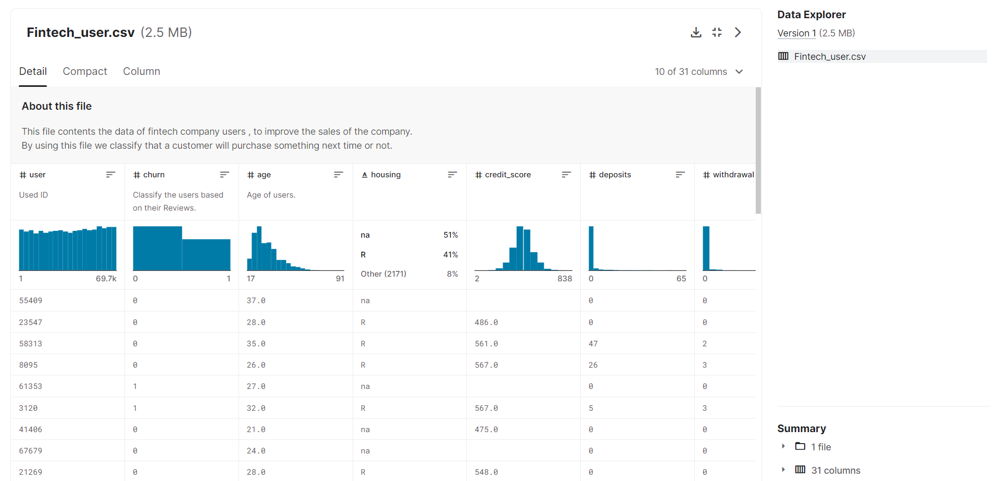 Fintech_user.csv (2.5 MB)
Detail Compact Column
10 of 31 columns
About this file
This file contents the data of fintech company users , to improve the sales of the company.
By using this file we classify that a customer will purchase something next time or not.
# user # churn # age A housing # credit_score # deposits # withdrawal
Used ID Classify the users based Age of users.
on their Reviews.
na 51%
R 41%
Other (2171) 8%
1 69.7k 0 1 17 91 2 838 0 65 0
55409 0 37.0 na 0 0
23547 0 28.0 R 486.0 0 0
58313 0 35.0 R 561.0 47 2
8095 0 26.0 R 567.0 26 3
61353 1 27.0 na 0 0
3120 1 32.0 R 567.0 5 3
41406 0 21.0 na 475.0 0 0
67679 0 24.0 na 0 0
21269 0 28.0 R 548.0 0 0
Data Explorer
Version 1 (2.5 MB)
Fintech_user.csv
Summary
1 file
31 columns